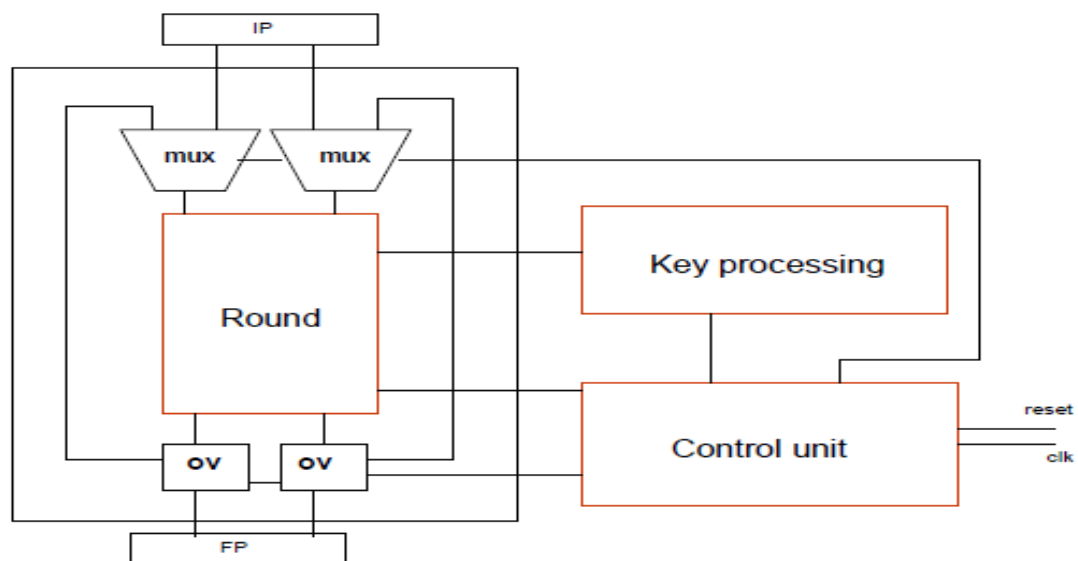 IP
mux
mux
Key processing
Round
reset
Control unit
clk
ov
ov
FP